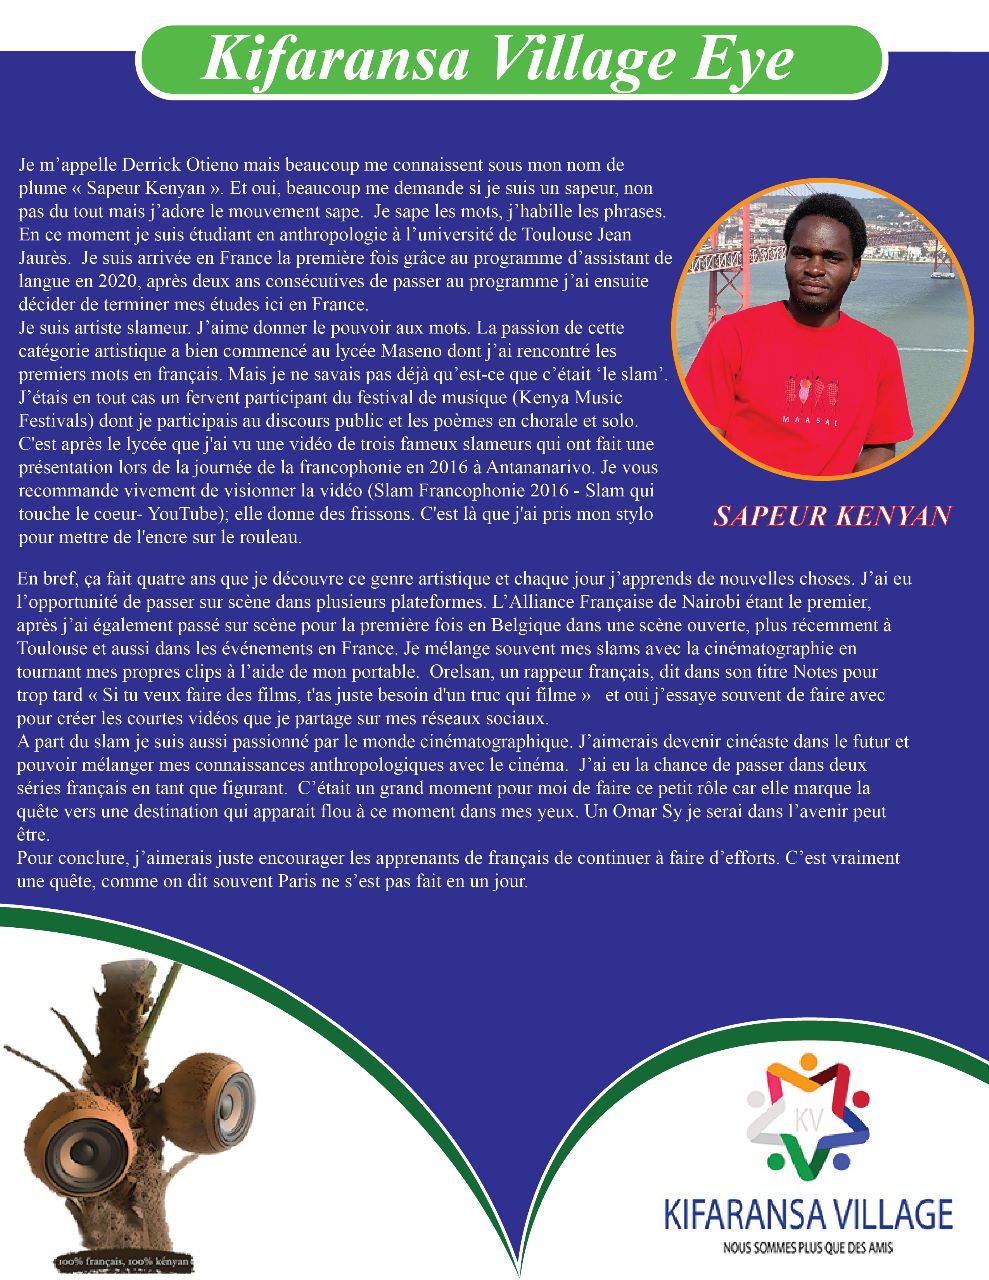 Kifaransa Village Eye
Je m’appelle Derrick Otieno mais beaucoup me connaissent sous mon nom de
plume « Sapeur Kenyan ». Et oui, beaucoup me demande si je suis un sapeur, non
pas du tout mais j’adore le mouvement sape.  Je sape les mots, j’habille les phrases.
En ce moment je suis étudiant en anthropologie à l’université de Toulouse Jean
Jaurès.  Je suis arrivée en France la première fois grâce au programme d’assistant de
langue en 2020, après deux ans consécutives de passer au programme j’ai ensuite
décider de terminer mes études ici en France.
Je suis artiste slameur. J’aime donner le pouvoir aux mots. La passion de cette
catégorie artistique a bien commencé au lycée Maseno dont j’ai rencontré les
premiers mots en français. Mais je ne savais pas déjà qu’est-ce que c’était ‘le slam’.
J’étais en tout cas un fervent participant du festival de musique (Kenya Music
Festivals) dont je participais au discours public et les poèmes en chorale et solo.
C'est après le lycée que j'ai vu une vidéo de trois fameux slameurs qui ont fait une
présentation lors de la journée de la francophonie en 2016 à Antananarivo. Je vous
recommande vivement de visionner la vidéo (Slam Francophonie 2016 - Slam qui
touche le coeur- YouTube); elle donne des frissons. C'est là que j'ai pris mon stylo
pour mettre de l'encre sur le rouleau.
MAASAI
SAPEUR KENYAN
En bref, ça fait quatre ans que je découvre ce genre artistique et chaque jour j’apprends de nouvelles choses. J’ai eu
l’opportunité de passer sur scène dans plusieurs plateformes. L’Alliance Française de Nairobi étant le premier,
après j’ai également passé sur scène pour la première fois en Belgique dans une scène ouverte, plus récemment à
Toulouse et aussi dans les événements en France. Je mélange souvent mes slams avec la cinématographie en
tournant mes propres clips à l’aide de mon portable.  Orelsan, un rappeur français, dit dans son titre Notes pour
trop tard « Si tu veux faire des films, t'as juste besoin d'un truc qui filme »   et oui j’essaye souvent de faire avec
pour créer les courtes vidéos que je partage sur mes réseaux sociaux.
A part du slam je suis aussi passionné par le monde cinématographique. J’aimerais devenir cinéaste dans le futur et
pouvoir mélanger mes connaissances anthropologiques avec le cinéma.  J’ai eu la chance de passer dans deux
séries français en tant que figurant.  C’était un grand moment pour moi de faire ce petit rôle car elle marque la
quête vers une destination qui apparait flou à ce moment dans mes yeux. Un Omar Sy je serai dans l’avenir peut
être.
Pour conclure, j’aimerais juste encourager les apprenants de français de continuer à faire d’efforts. C’est vraiment
une quête, comme on dit souvent Paris ne s’est pas fait en un jour.
100% français, 100% kényan
KV
KIFARANSA VILLAGE
NOUS SOMMES PLUS QUE DES AMIS